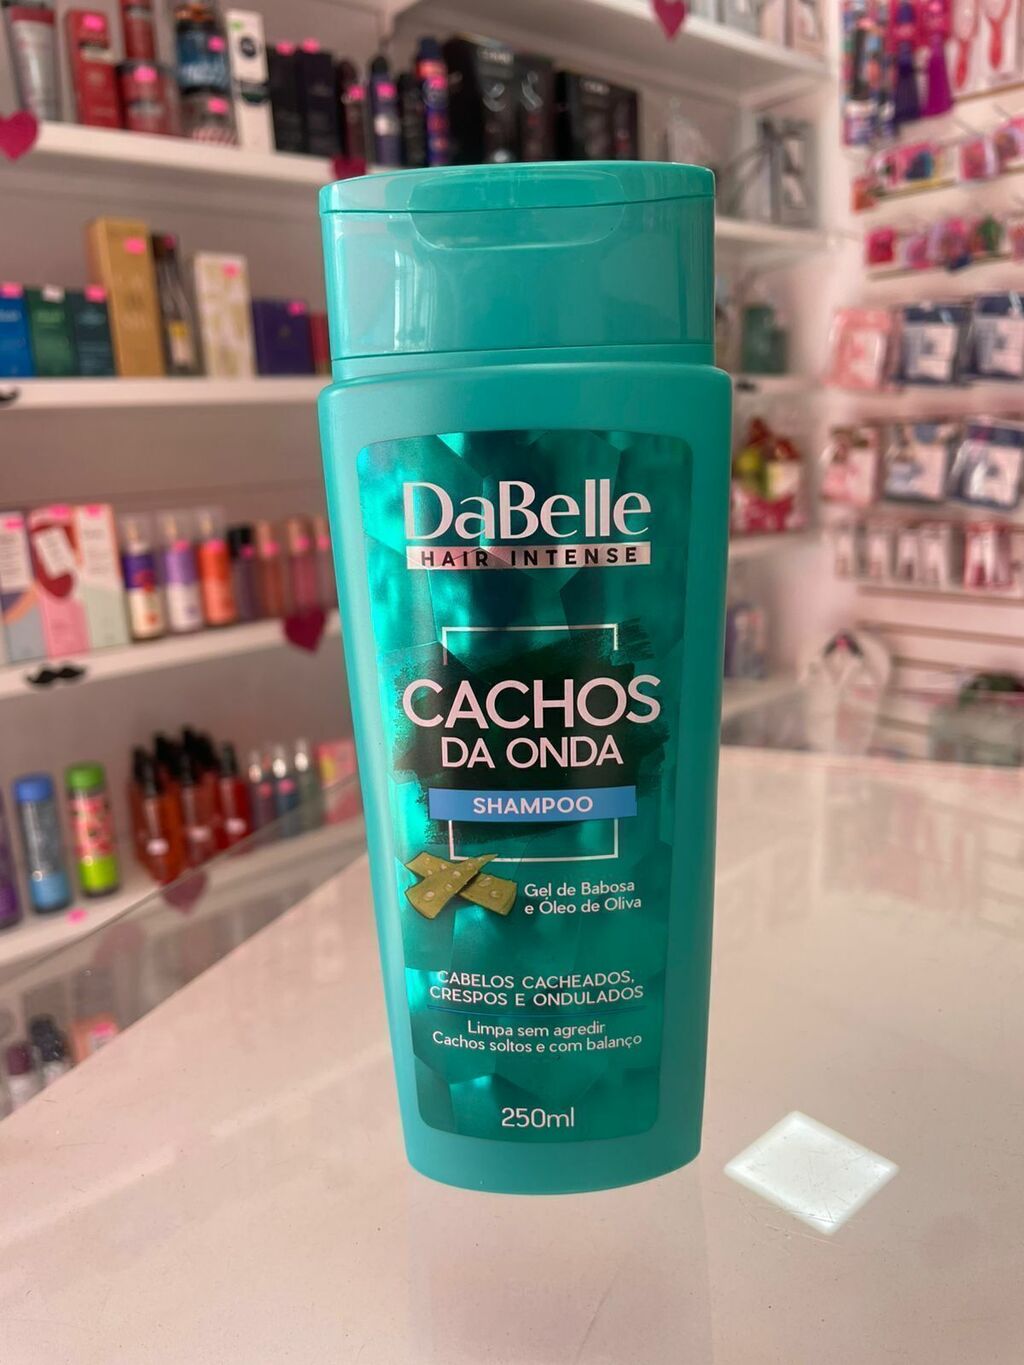 DaBelle
HAIR INTENSE
CACHOS
DA ONDA
SHAMPOO
Gel de Babosa
e Óleo de Oliva
CABELOS CACHEADOS,
CRESPOS E ONDULADOS
Limpa sem agredir
Cachos soltos e com balanço
250ml